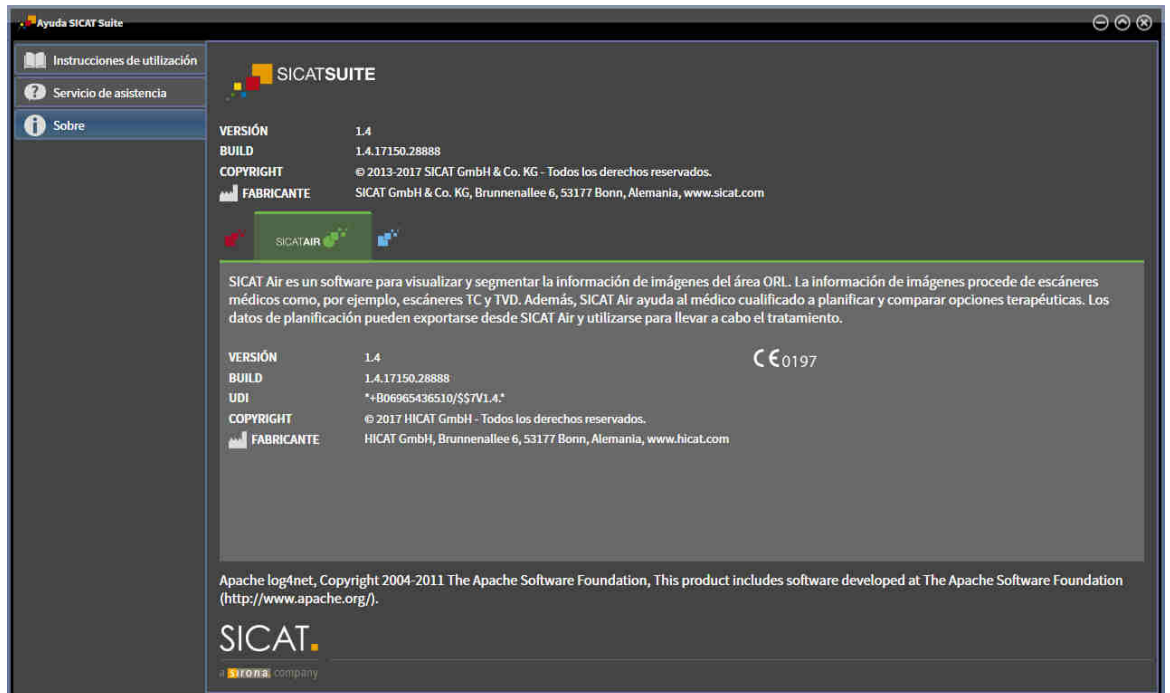 Ayuda SICAT Suite
Instrucciones de utilización
Servicio de asistencia
Sobre
SICATSUITE
VERSIÓN 1.4
BUILD 1.4.17150.28888
COPYRIGHT © 2013-2017 SICAT GmbH & Co. KG - Todos los derechos reservados.
FABRICANTE SICAT GmbH & Co. KG, Brunnenallee 6, 53177 Bonn, Alemania, www.sicat.com
SICATAIR
SICAT Air es un software para visualizar y segmentar la información de imágenes del área ORL. La información de imágenes procede de escáneres
médicos como, por ejemplo, escáneres TC y TVD. Además, SICAT Air ayuda al médico cualificado a planificar y comparar opciones terapéuticas. Los
datos de planificación pueden exportarse desde SICAT Air y utilizarse para llevar a cabo el tratamiento.
VERSIÓN 1.4 CE0197
BUILD 1.4.17150.28888
UDI *+B06965436510/$$7V1.4.*
COPYRIGHT © 2017 HICAT GmbH - Todos los derechos reservados.
FABRICANTE HICAT GmbH, Brunnenallee 6, 53177 Bonn, Alemania, www.hicat.com
Apache log4net, Copyright 2004-2011 The Apache Software Foundation, This product includes software developed at The Apache Software Foundation
(http://www.apache.org/).
SICAT.
a sirona company